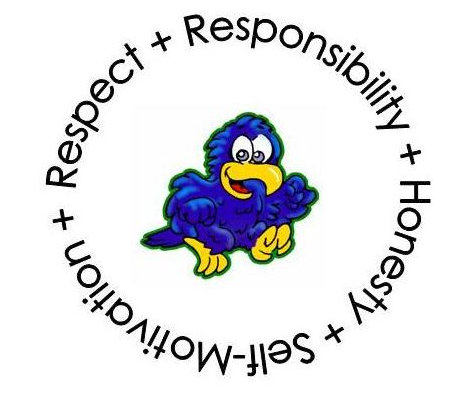 Respect + Responsibility + Honesty + Self-Motivation +